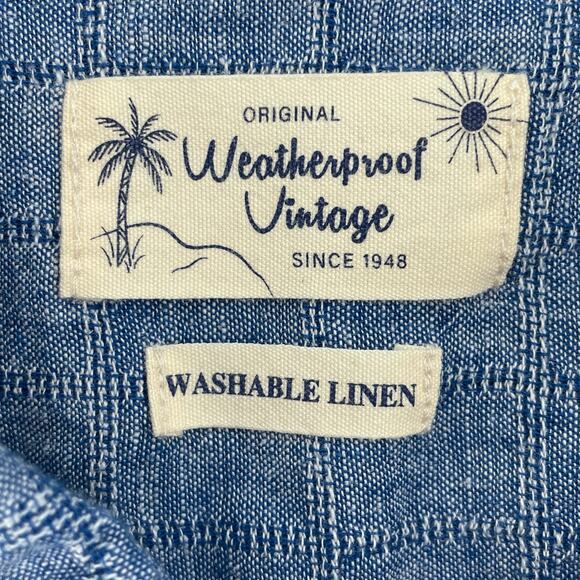 ORIGINAL
Weatherproof
Vintage
SINCE 1948
WASHABLE LINEN